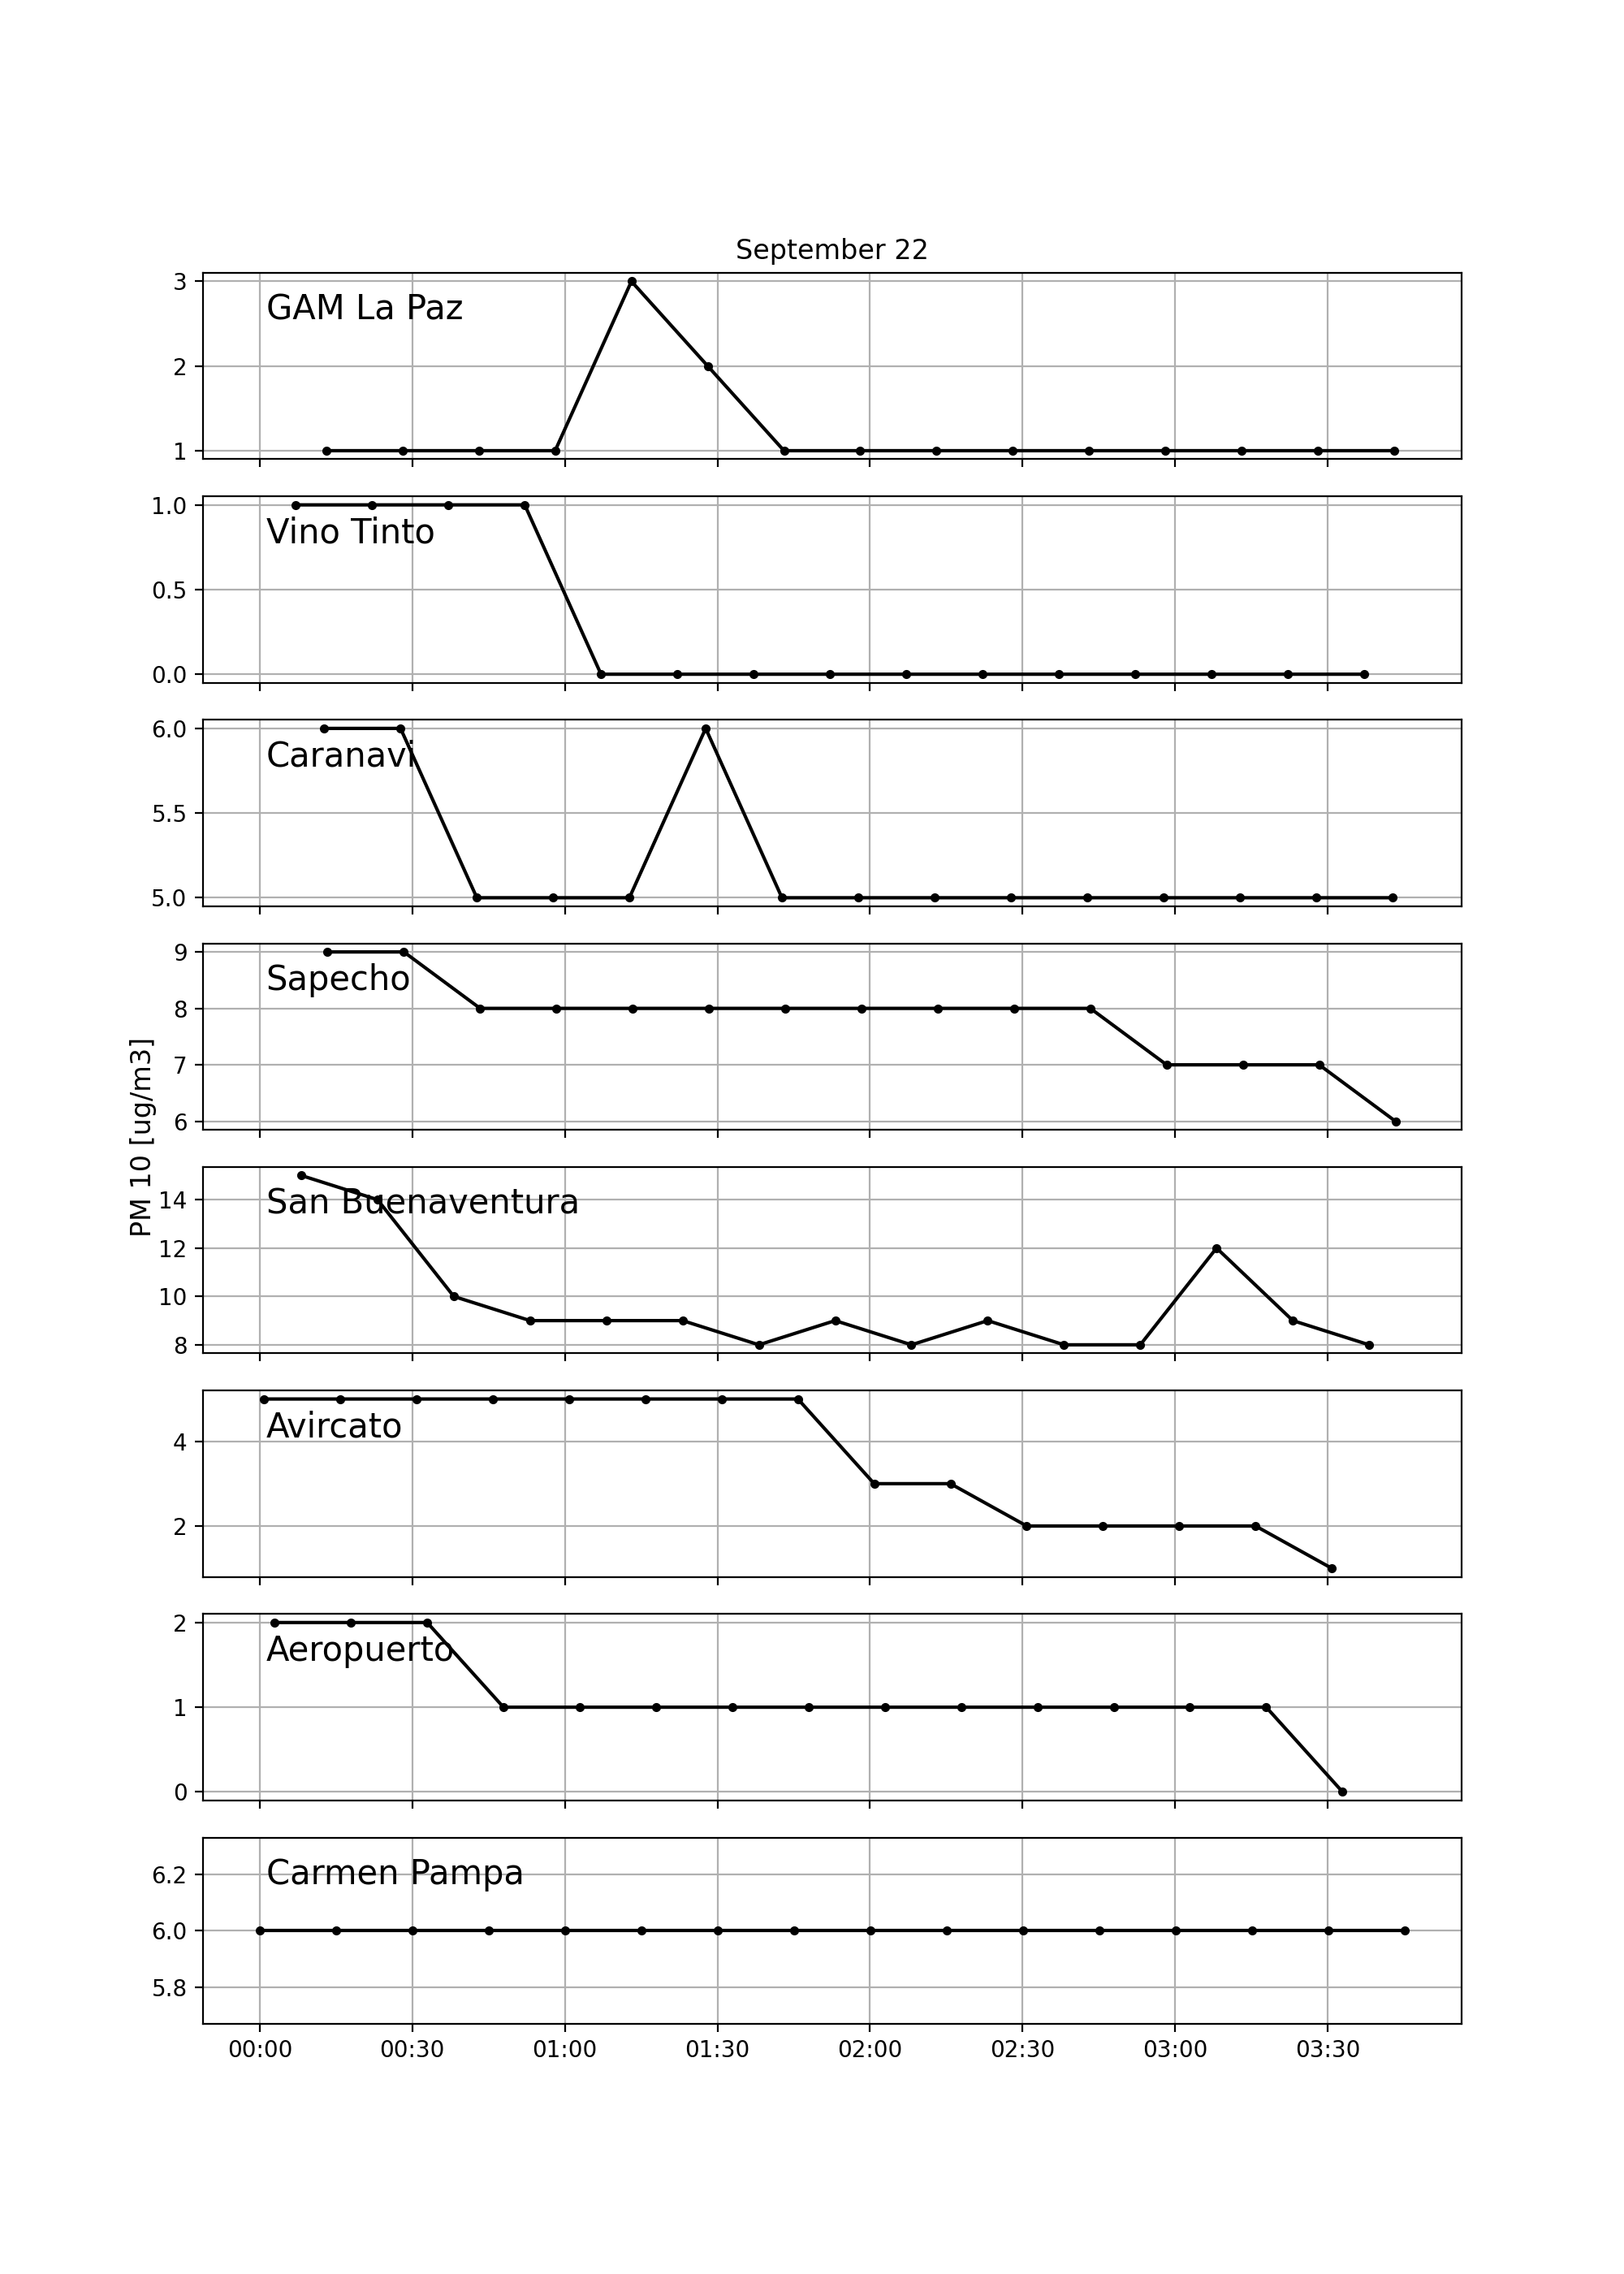 September 22
PM 10 [ug/m3]
GAM La Paz
3
2
1
Vino Tinto
1.0
0.5
0.0
Caranavi
6.0
5.5
5.0
Sapecho
9
8
7
6
San Buenaventura
14
12
10
8
Avircato
4
2
Aeropuerto
2
1
0
Carmen Pampa
6.2
6.0
5.8
00:00 00:30 01:00 01:30 02:00 02:30 03:00 03:30